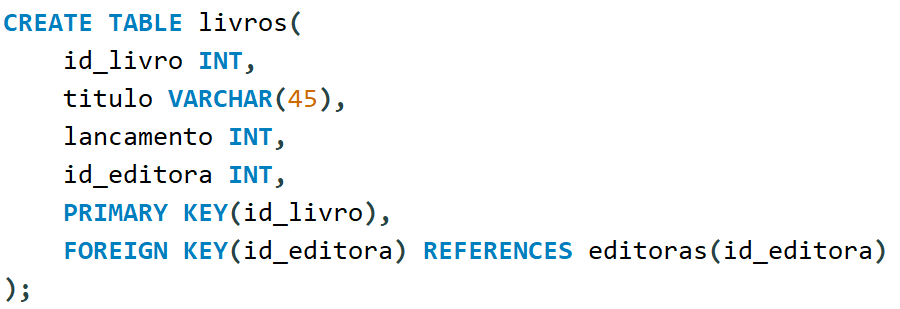 CREATE TABLE livros(
    id_livro INT,
    titulo VARCHAR(45),
    lancamento INT,
    id_editora INT,
    PRIMARY KEY(id_livro),
    FOREIGN KEY(id_editora) REFERENCES editoras(id_editora)
);